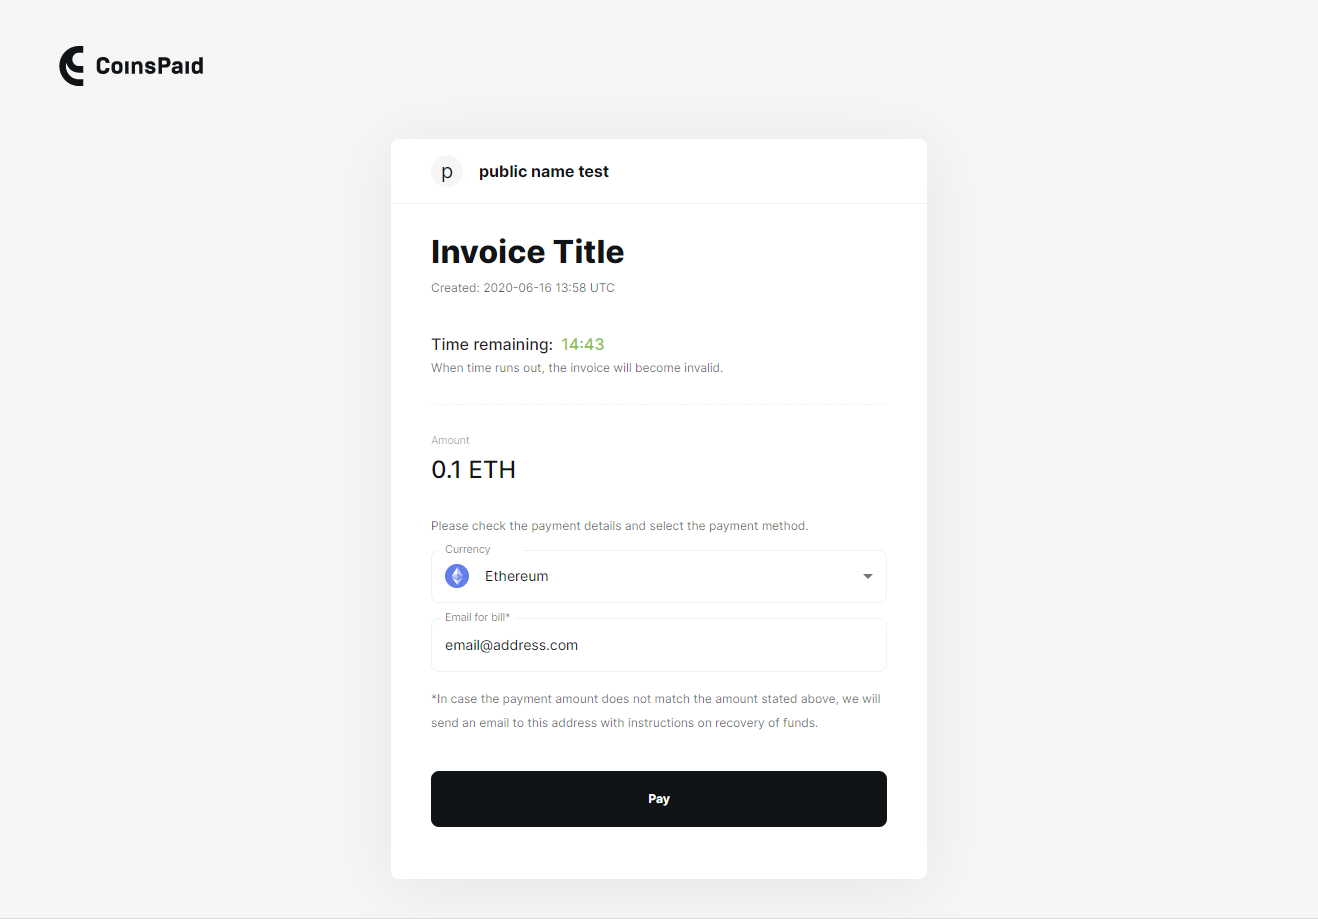 CoinsPaid
p
public name test
Invoice Title
Created: 2020-06-16 13:58 UTC
Time remaining: 14:43
When time runs out, the invoice will become invalid.
Amount
0.1 ETH
Please check the payment details and select the payment method.
Currency
Ethereum
Email for bill*
email@address.com
*In case the payment amount does not match the amount stated above, we will
send an email to this address with instructions on recovery of funds.
Pay